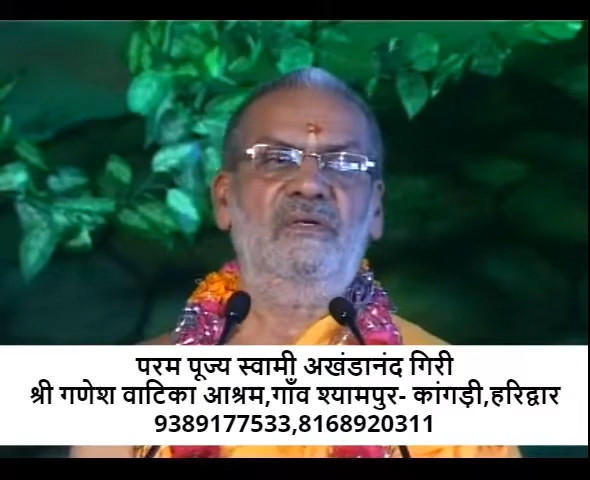 परम पूज्य स्वामी अखंडानंद गिरी
श्री गणेश वाटिका आश्रम,गाँव श्यामपुर- कांगड़ी,हरिद्वार
9389177533,8168920311